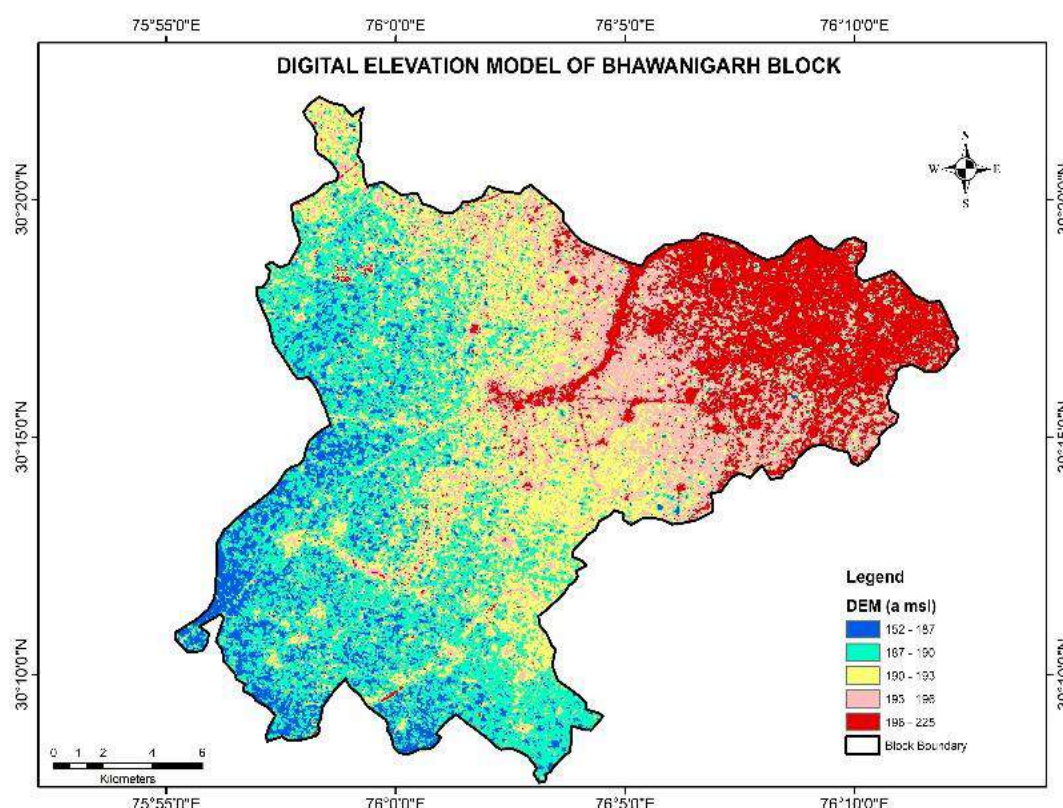 75°55'0"E 76°0'0"E 76°5'0"E 76°10'0"E
DIGITAL ELEVATION MODEL OF BHAWANIGARH BLOCK
N
W E
S
30°20'0"N 30°20'0"N
30°15'0"N 30°15'0"N
30°10'0"N 30°10'0"N
Legend
DEM (a msl)
152 - 187
187 - 190
190 - 193
193 - 196
196 - 225
Block Boundary
0 1 2 4 6
Kilometers
75°55'0"E 76°0'0"E 76°5'0"E 76°10'0"E